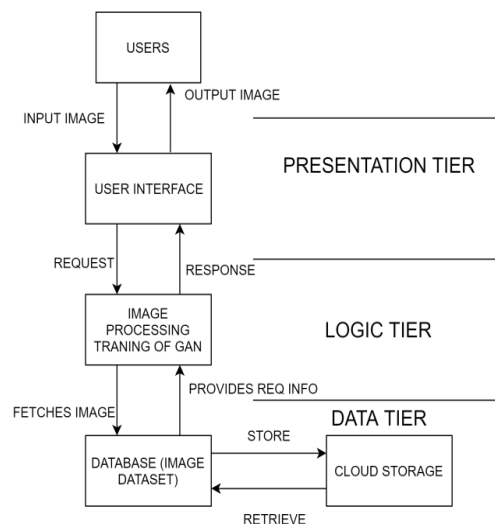 USERS
INPUT IMAGE
OUTPUT IMAGE
USER INTERFACE
PRESENTATION TIER
REQUEST
RESPONSE
IMAGE
PROCESSING
TRANING OF GAN
LOGIC TIER
FETCHES IMAGE
PROVIDES REQ INFO
DATA TIER
DATABASE (IMAGE
DATASET)
STORE
CLOUD STORAGE
RETRIEVE